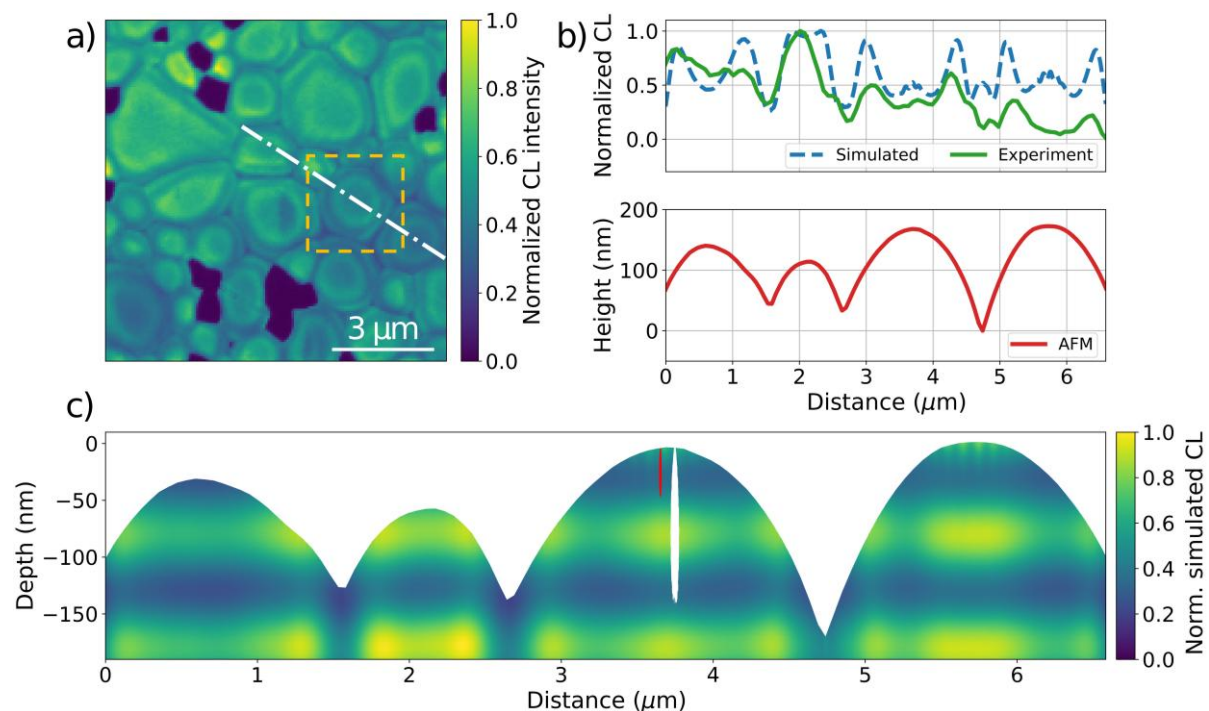 a)
3 μm
1.0
0.8
0.6
0.4
0.2
0.0
Normalized CL intensity
b)
Normalized CL
1.0
0.5
0.0
Simulated
Experiment
Height (nm)
200
100
0
AFM
0 1 2 3 4 5 6
Distance (μm)
c)
Depth (nm)
0
−50
−100
−150
0 1 2 3 4 5 6
Distance (μm)
1.0
0.8
0.6
0.4
0.2
0.0
Norm. simulated CL